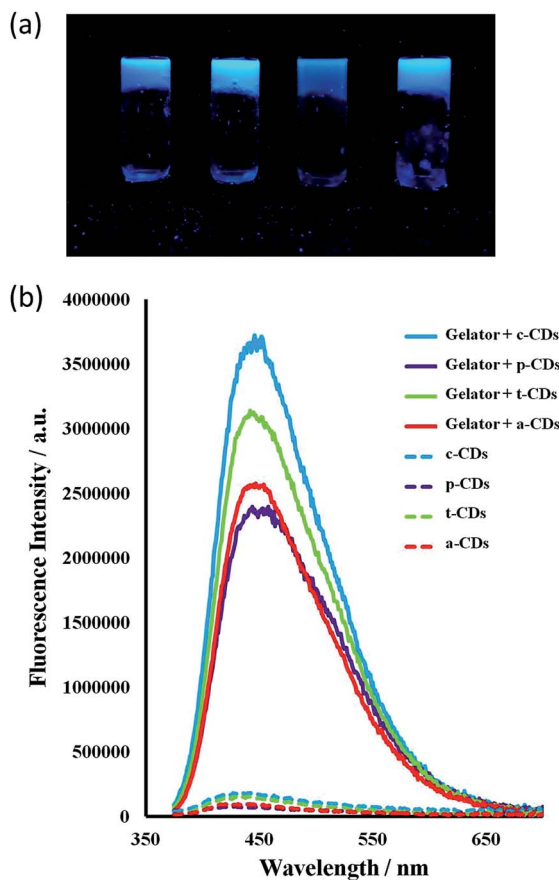 (a)
(b)
4000000
3500000
3000000
2500000
2000000
1500000
1000000
500000
0
Fluorescence Intensity / a.u.
Gelator + c-CDs
Gelator + p-CDs
Gelator + t-CDs
Gelator + a-CDs
c-CDs
p-CDs
t-CDs
a-CDs
350 450 550 650
Wavelength / nm